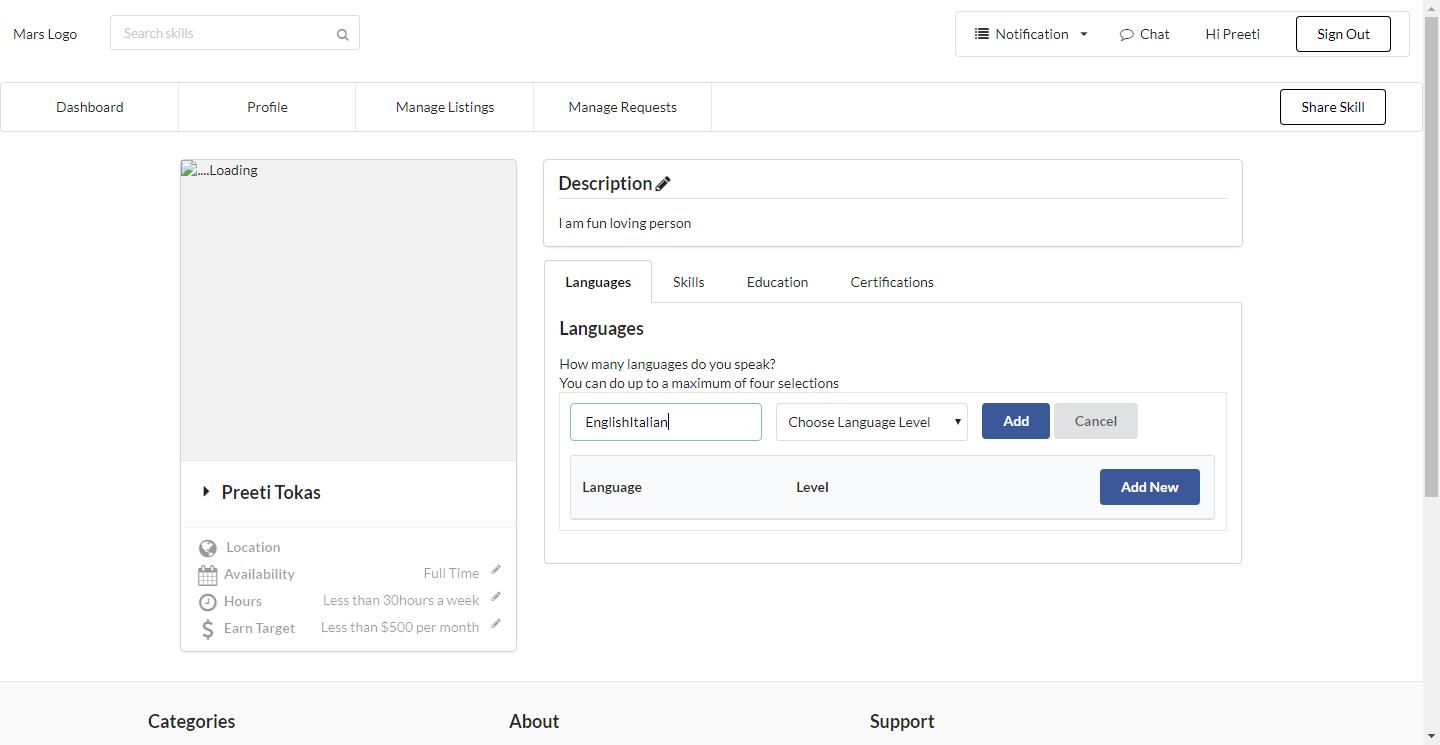 Mars Logo
Search skills
Notification
Chat
Hi Preeti
Sign Out
Dashboard
Profile
Manage Listings
Manage Requests
Share Skill
....Loading
Preeti Tokas
Location
Availability
Full Time
Hours
Less than 30hours a week
Earn Target
Less than $500 per month
Description
I am fun loving person
Languages
Skills
Education
Certifications
Languages
How many languages do you speak?
You can do up to a maximum of four selections
EnglishItalian
Choose Language Level
Add
Cancel
Language
Level
Add New
Categories
About
Support